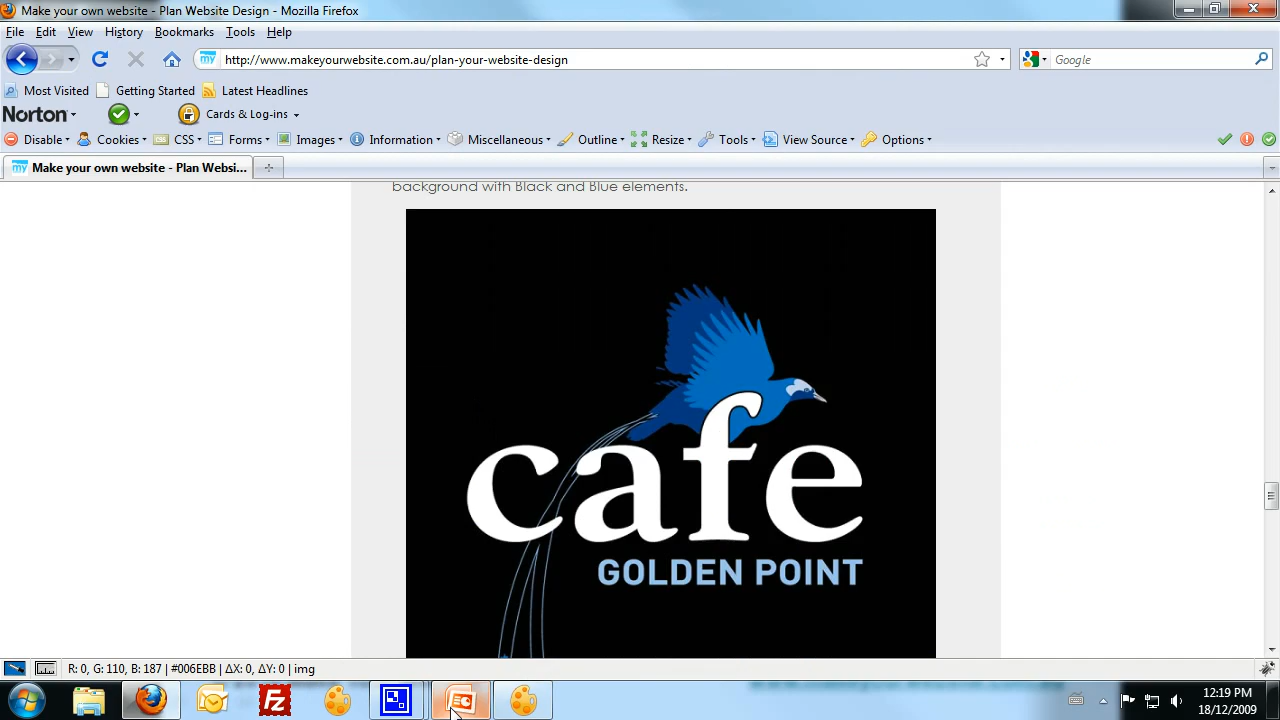 Make your own website - Plan Website Design - Mozilla Firefox
File Edit View History Bookmarks Tools Help
my http://www.makeyourwebsite.com.au/plan-your-website-design Google
Most Visited Getting Started Latest Headlines
Norton Cards & Log-ins
Disable Cookies CSS Forms Images Information Miscellaneous Outline Resize Tools View Source Options
my Make your own website - Plan Websi...
background with Black and Blue elements.
cafe
GOLDEN POINT
R: 0, G: 110, B: 187 | #006EBB | ΔX: 0, ΔY: 0 | img
12:19 PM
18/12/2009